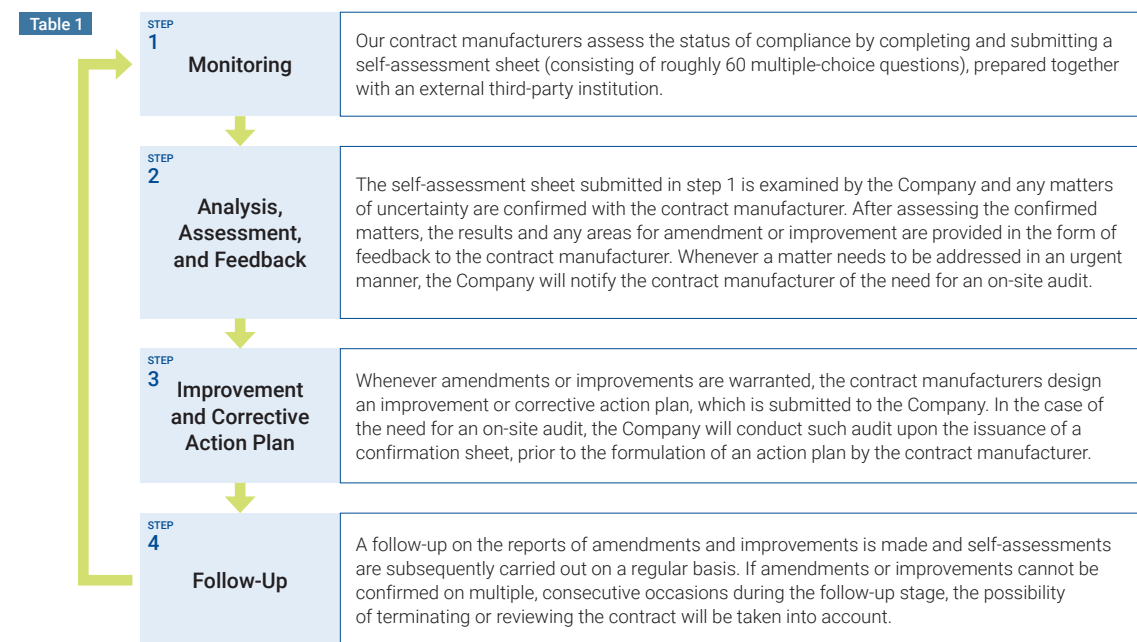 Table 1
STEP
1
Monitoring
Our contract manufacturers assess the status of compliance by completing and submitting a
self-assessment sheet (consisting of roughly 60 multiple-choice questions), prepared together
with an external third-party institution.
STEP
2
Analysis,
Assessment,
and Feedback
The self-assessment sheet submitted in step 1 is examined by the Company and any matters
of uncertainty are confirmed with the contract manufacturer. After assessing the confirmed
matters, the results and any areas for amendment or improvement are provided in the form of
feedback to the contract manufacturer. Whenever a matter needs to be addressed in an urgent
manner, the Company will notify the contract manufacturer of the need for an on-site audit.
STEP
3
Improvement
and Corrective
Action Plan
Whenever amendments or improvements are warranted, the contract manufacturers design
an improvement or corrective action plan, which is submitted to the Company. In the case of
the need for an on-site audit, the Company will conduct such audit upon the issuance of a
confirmation sheet, prior to the formulation of an action plan by the contract manufacturer.
STEP
4
Follow-Up
A follow-up on the reports of amendments and improvements is made and self-assessments
are subsequently carried out on a regular basis. If amendments or improvements cannot be
confirmed on multiple, consecutive occasions during the follow-up stage, the possibility
of terminating or reviewing the contract will be taken into account.